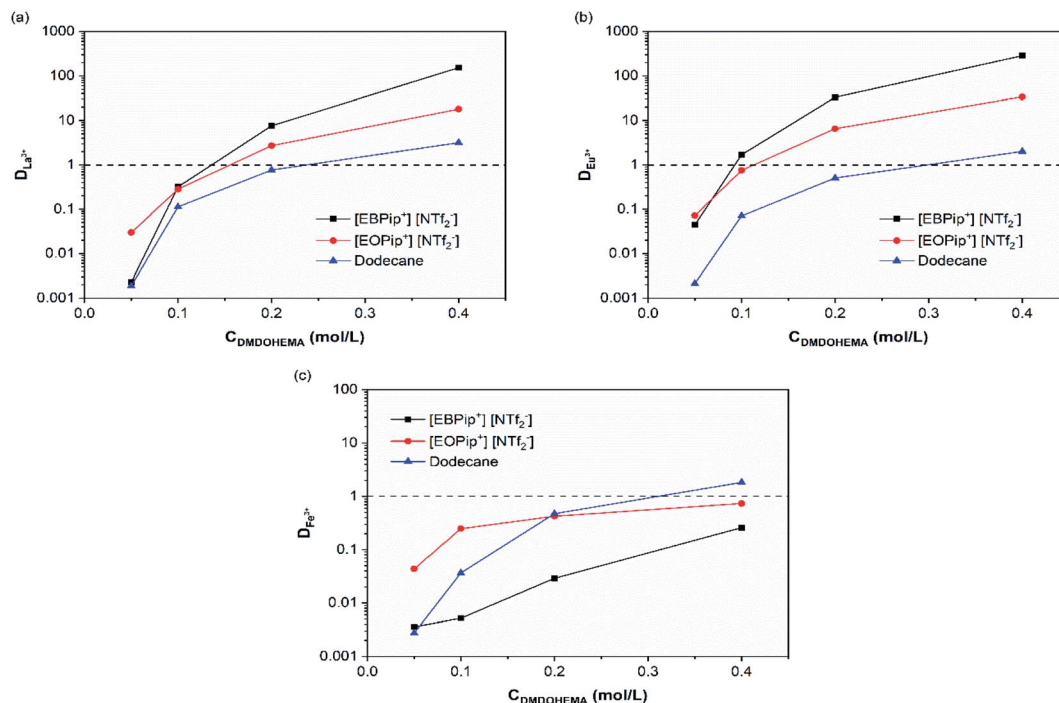 (a)
1000
100
10
1
0.1
0.01
0.001
D_La³⁺
[EBPip⁺] [NTf₂⁻]
[EOPip⁺] [NTf₂⁻]
Dodecane
0.0 0.1 0.2 0.3 0.4
C_DMDOHEMA (mol/L)
(b)
1000
100
10
1
0.1
0.01
0.001
D_Eu³⁺
[EBPip⁺] [NTf₂⁻]
[EOPip⁺] [NTf₂⁻]
Dodecane
0.0 0.1 0.2 0.3 0.4
C_DMDOHEMA (mol/L)
(c)
100
10
1
0.1
0.01
0.001
D_Fe³⁺
[EBPip⁺] [NTf₂⁻]
[EOPip⁺] [NTf₂⁻]
Dodecane
0.0 0.1 0.2 0.3 0.4
C_DMDOHEMA (mol/L)